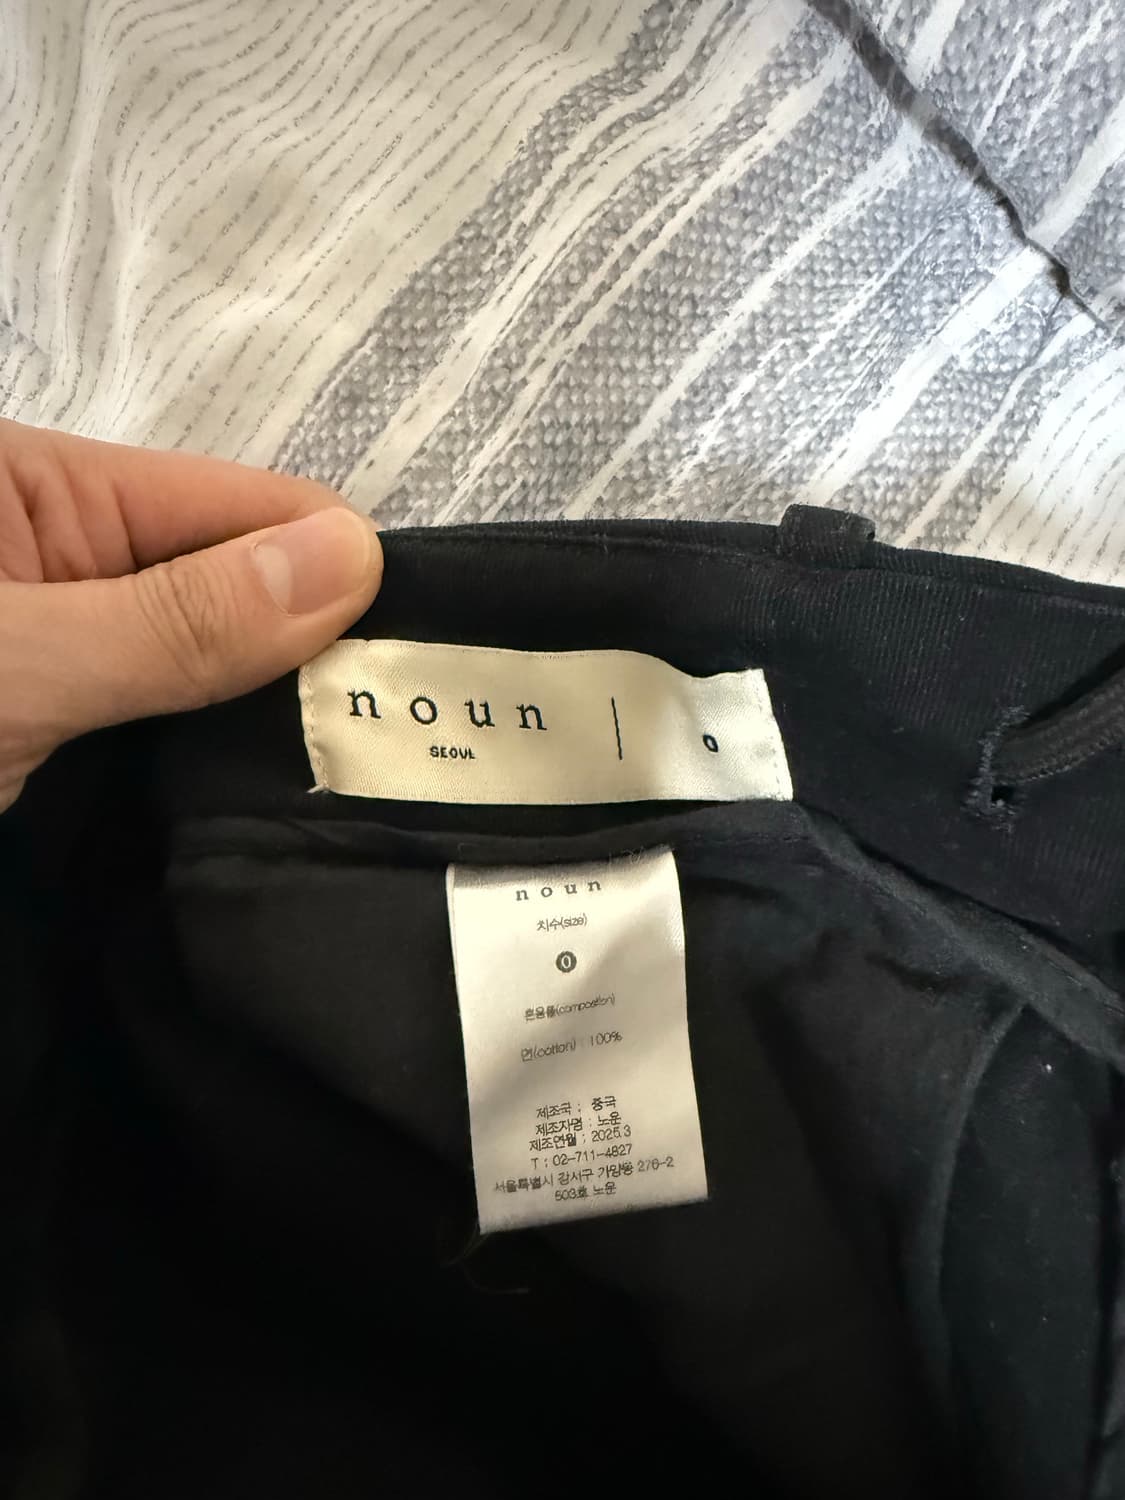 noun | 0
SEOUL
noun
치수(size)
0
혼용률(composition)
면(cotton) : 100%
제조국 : 중국
제조자명 : 노운
제조연월 : 2025.3
T : 02-711-4827
서울특별시 강서구 가양동 276-2
503호 노운